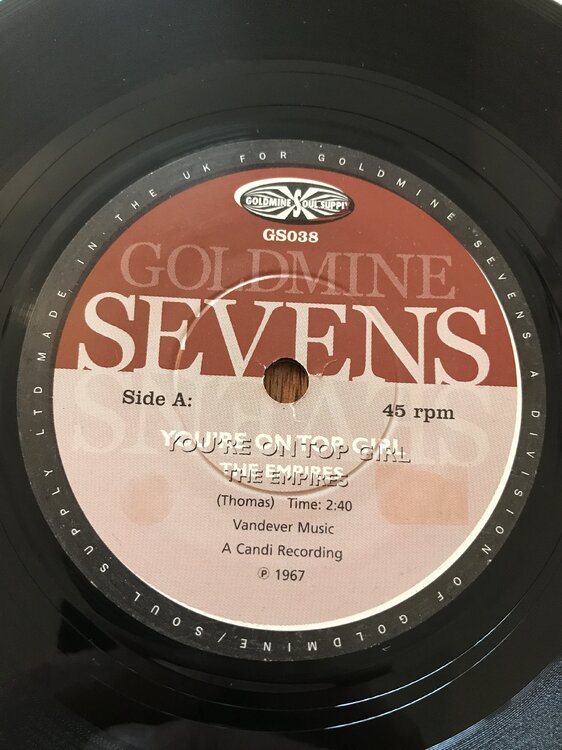 MADE IN THE UK FOR GOLDMINE SEVENS A DIVISION OF GOLDMINE/SOUL SUPPLY LTD
GOLDMINE SOUL SUPPLY
GS038
GOLDMINE
SEVENS
SEVENS
Side A:
45 rpm
YOU'RE ON TOP GIRL
THE EMPIRES
(Thomas) Time: 2:40
Vandever Music
A Candi Recording
℗ 1967